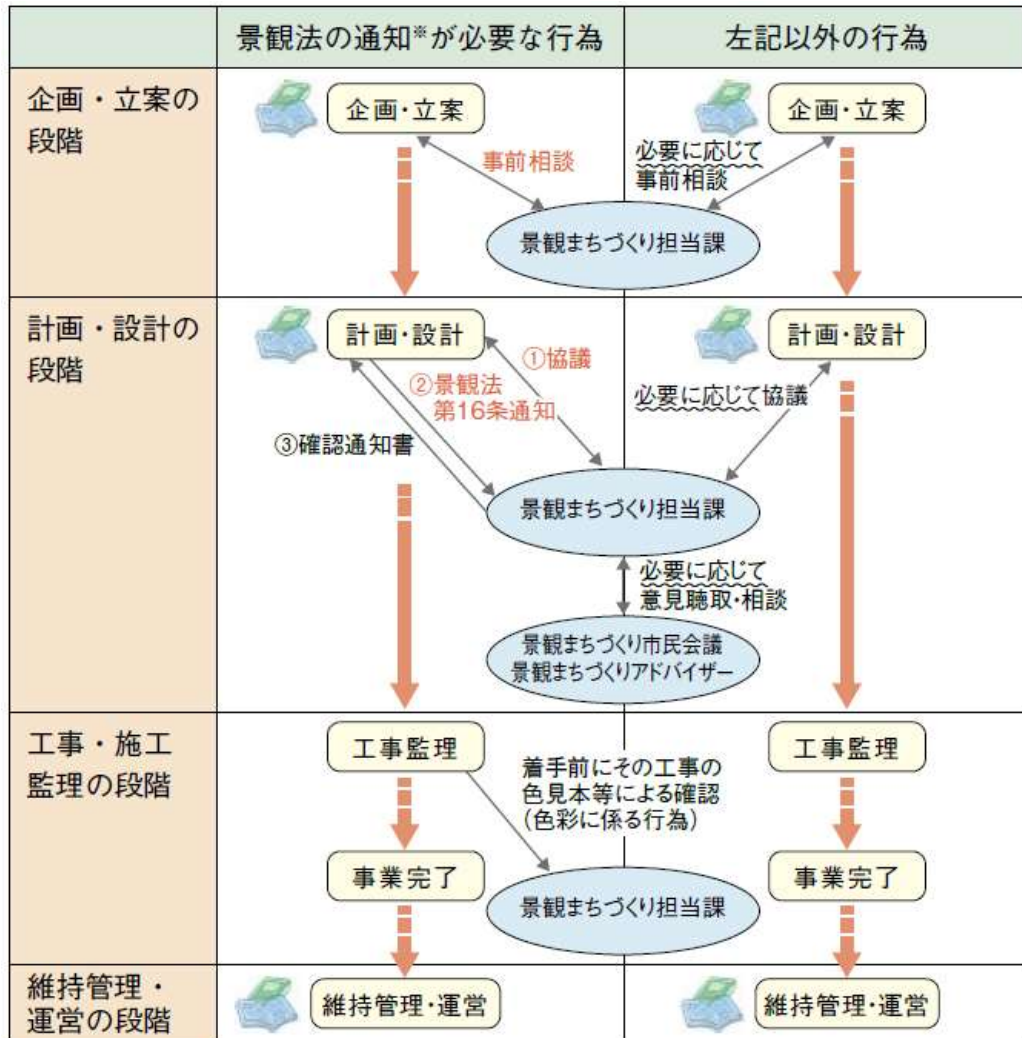 景観法の通知※が必要な行為
左記以外の行為
企画・立案の
段階
企画・立案
事前相談
企画・立案
必要に応じて
事前相談
景観まちづくり担当課
計画・設計の
段階
計画・設計
①協議
②景観法
第16条通知
③確認通知書
計画・設計
必要に応じて協議
景観まちづくり担当課
必要に応じて
意見聴取・相談
景観まちづくり市民会議
景観まちづくりアドバイザー
工事・施工
監理の段階
工事監理
着手前にその工事の
色見本等による確認
(色彩に係る行為)
工事監理
事業完了
景観まちづくり担当課
事業完了
維持管理・
運営の段階
維持管理・運営
維持管理・運営